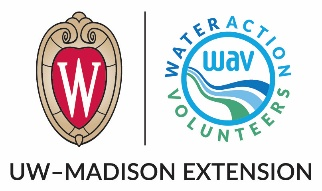 W
WATER ACTION
wav
VOLUNTEERS
UW–MADISON EXTENSION